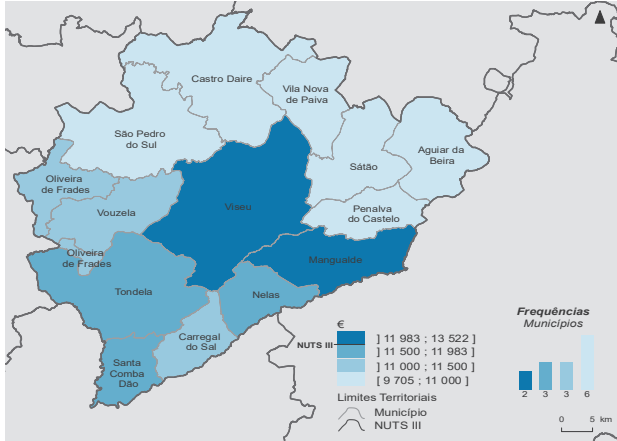 Castro Daire
Vila Nova
de Paiva
São Pedro
do Sul
Sátão
Aguiar da
Beira
Oliveira
de Frades
Vouzela
Viseu
Penalva
do Castelo
Oliveira
de Frades
Mangualde
Tondela
Nelas
Carregal
do Sal
Santa
Comba
Dão
€
NUTS III
] 11 983 ; 13 522 ]
] 11 500 ; 11 983 ]
] 11 000 ; 11 500 ]
[ 9 705 ; 11 000 ]
Limites Territoriais
Município
NUTS III
Frequências
Municípios
2 3 3 6
0 5 km